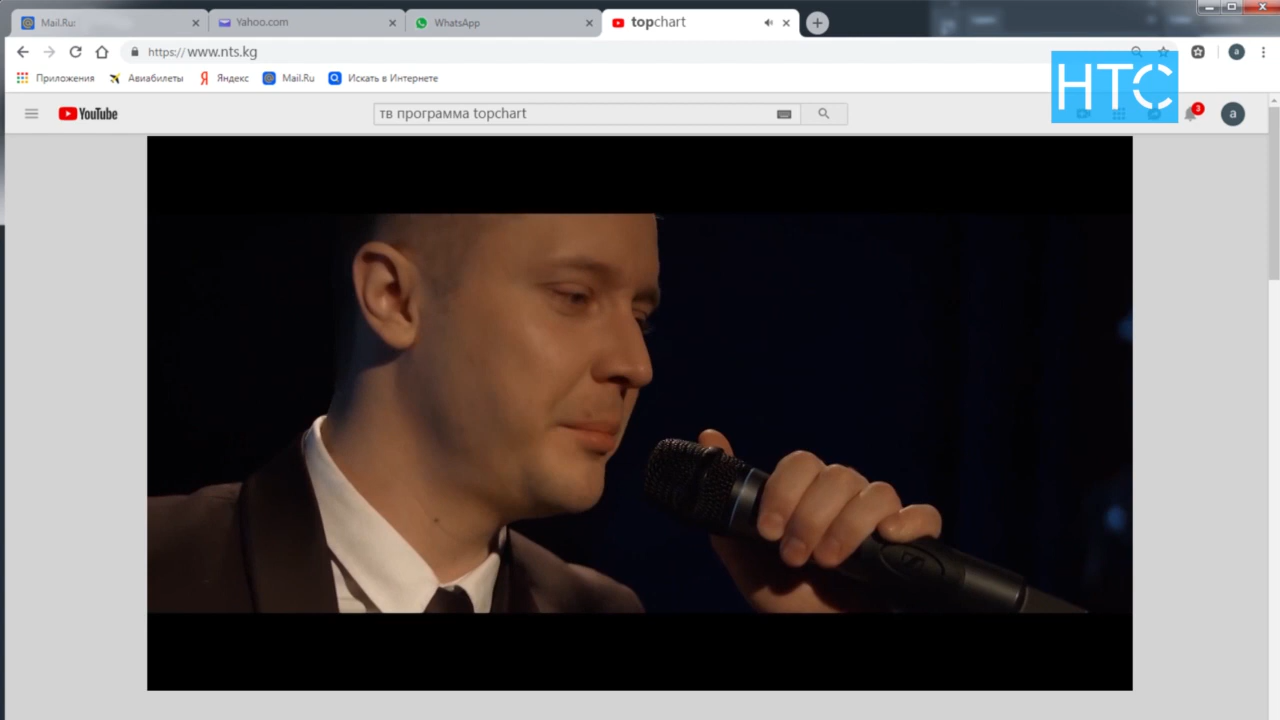 Mail.Ru:
Yahoo.com
WhatsApp
topchart
https:// www.nts.kg
a
Приложения
Авиабилеты
Я
Яндекс
Mail.Ru
Искать в Интернете
НТС
YouTube
тв программа topchart
3
a